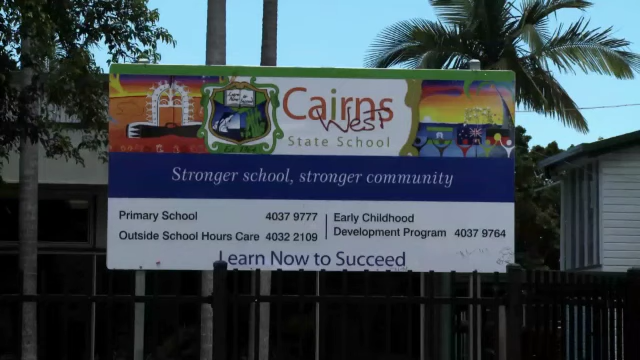 Cairns
West
State School
Stronger school, stronger community
Primary School 4037 9777
Outside School Hours Care 4032 2109
Early Childhood
Development Program 4037 9764
Learn Now to Succeed